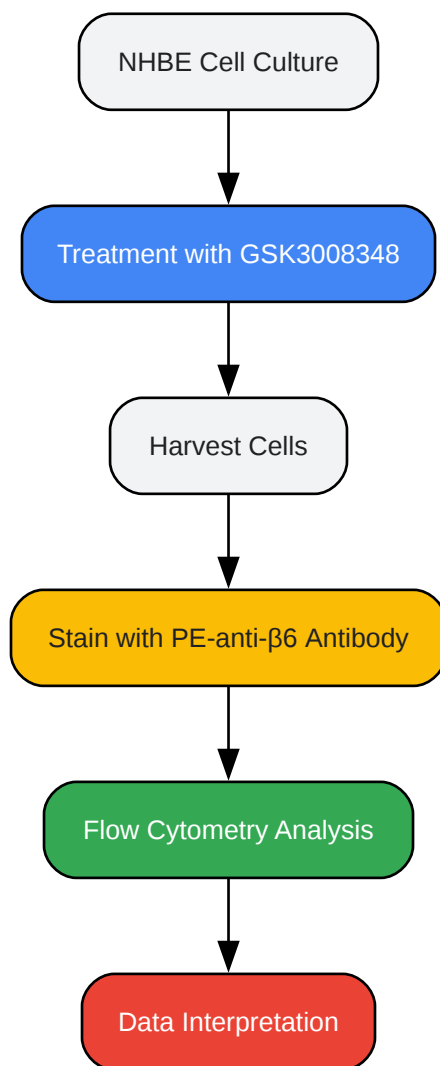 NHBE Cell Culture
Treatment with GSK3008348
Harvest Cells
Stain with PE-anti-β6 Antibody
Flow Cytometry Analysis
Data Interpretation